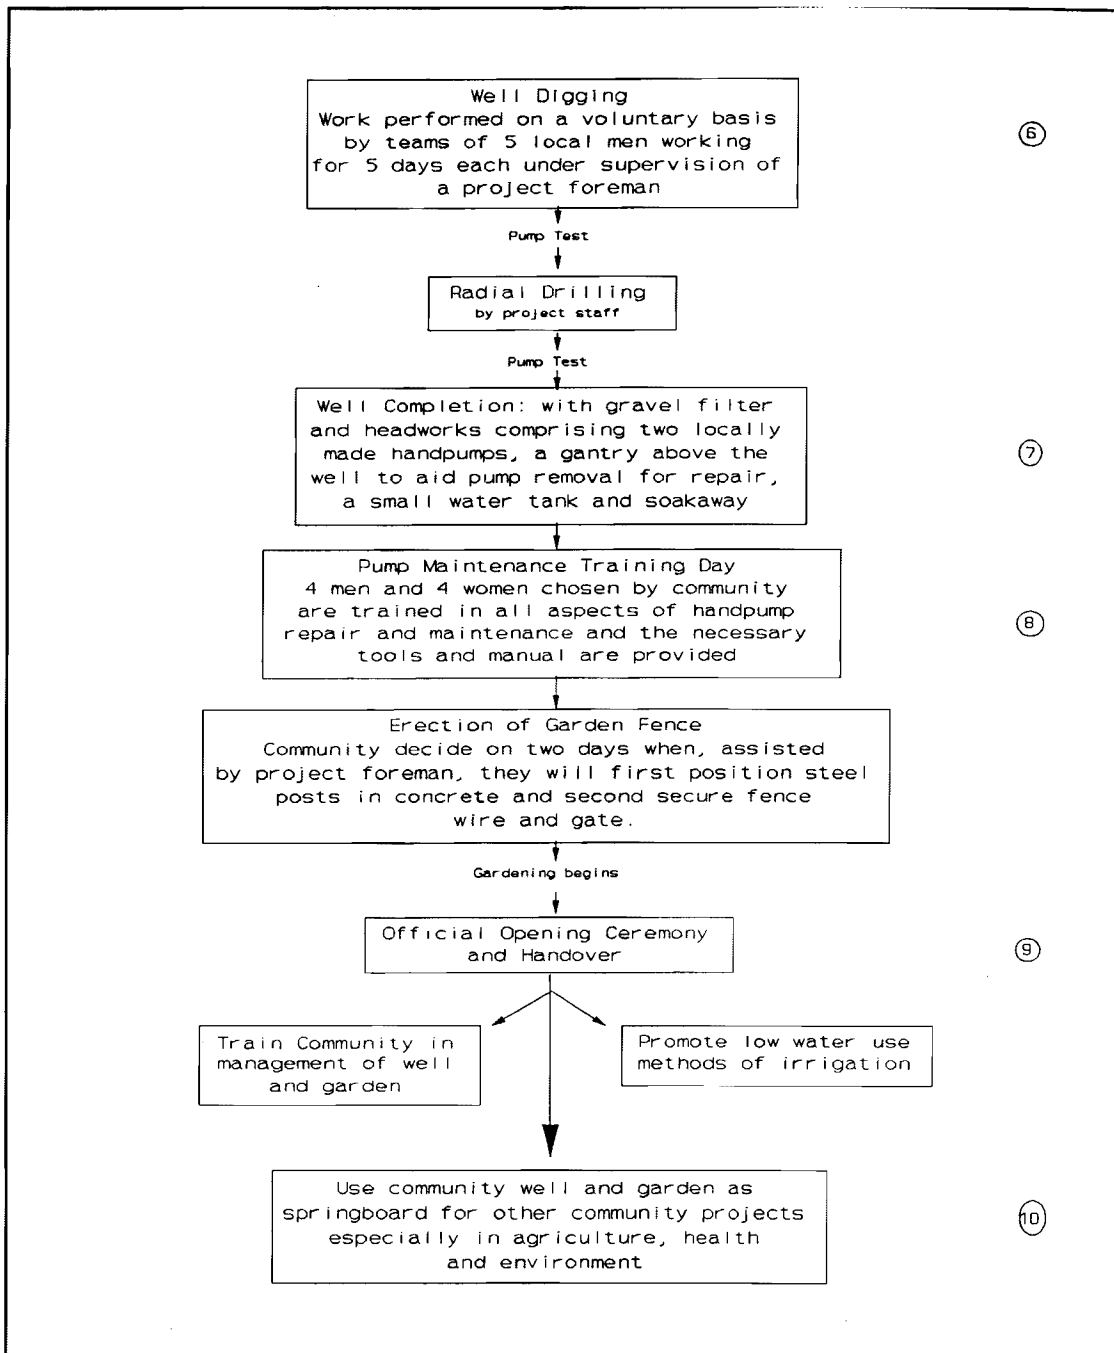 Well Digging
Work performed on a voluntary basis
by teams of 5 local men working
for 5 days each under supervision of
a project foreman
6
Pump Test
Radial Drilling
by project staff
Pump Test
Well Completion: with gravel filter
and headworks comprising two locally
made handpumps, a gantry above the
well to aid pump removal for repair,
a small water tank and soakaway
7
Pump Maintenance Training Day
4 men and 4 women chosen by community
are trained in all aspects of handpump
repair and maintenance and the necessary
tools and manual are provided
8
Erection of Garden Fence
Community decide on two days when, assisted
by project foreman, they will first position steel
posts in concrete and second secure fence
wire and gate.
Gardening begins
Official Opening Ceremony
and Handover
9
Train Community in
management of well
and garden
Promote low water use
methods of irrigation
Use community well and garden as
springboard for other community projects
especially in agriculture, health
and environment
10